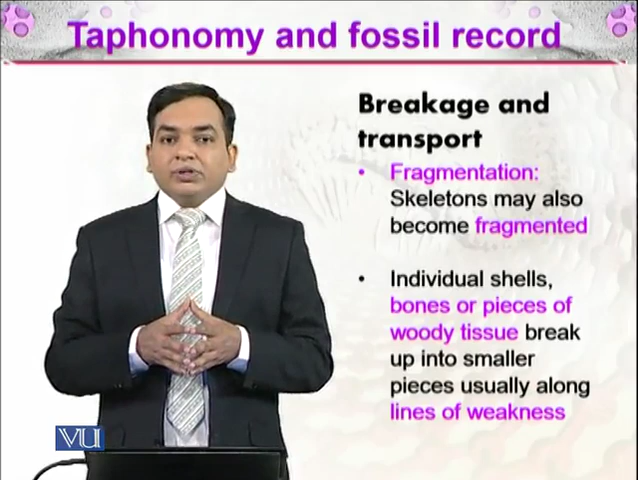 Taphonomy and fossil record
Breakage and
transport
• Fragmentation:
Skeletons may also
become fragmented
• Individual shells,
bones or pieces of
woody tissue break
up into smaller
pieces usually along
lines of weakness
VU